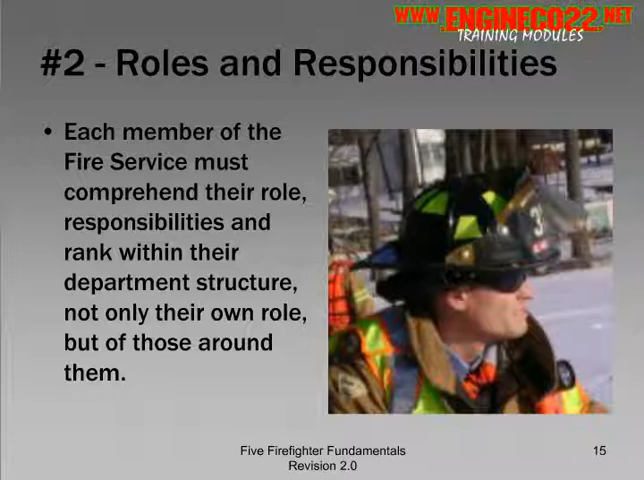 WWW.ENGINECO22.NET
TRAINING MODULES
#2 - Roles and Responsibilities
• Each member of the
Fire Service must
comprehend their role,
responsibilities and
rank within their
department structure,
not only their own role,
but of those around
them.
Five Firefighter Fundamentals
Revision 2.0
15